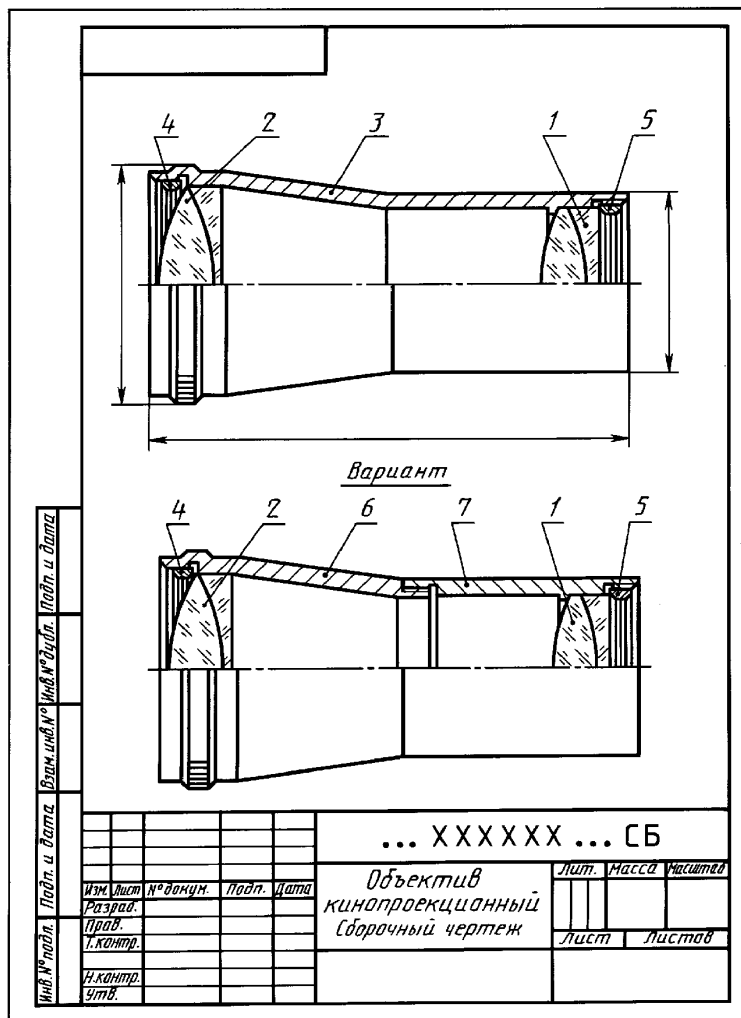 4 2 3 1 5
Вариант
4 2 6 7 1 5
Подп. и дата
Инв.№ дубл.
Взам. инв.№
Подп. и дата
Инв.№ подл.
... XXXXXX ... СБ
Изм. Лист № докум. Подп. Дата
Разраб.
Пров.
Т.контр.
Н.контр.
Утв.
Объектив
кинопроекционный
Сборочный чертеж
Лит. Масса Масштаб
Лист Листов